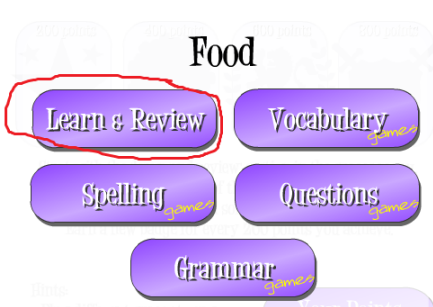 Food
Learn & Review
Vocabulary
games
Spelling
games
Questions
games
Grammar
games